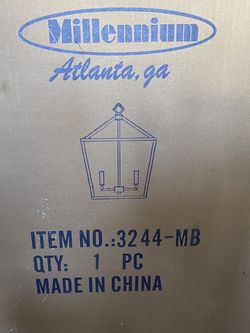 Millennium
Atlanta, ga
ITEM NO.:3244-MB
QTY: 1 PC
MADE IN CHINA